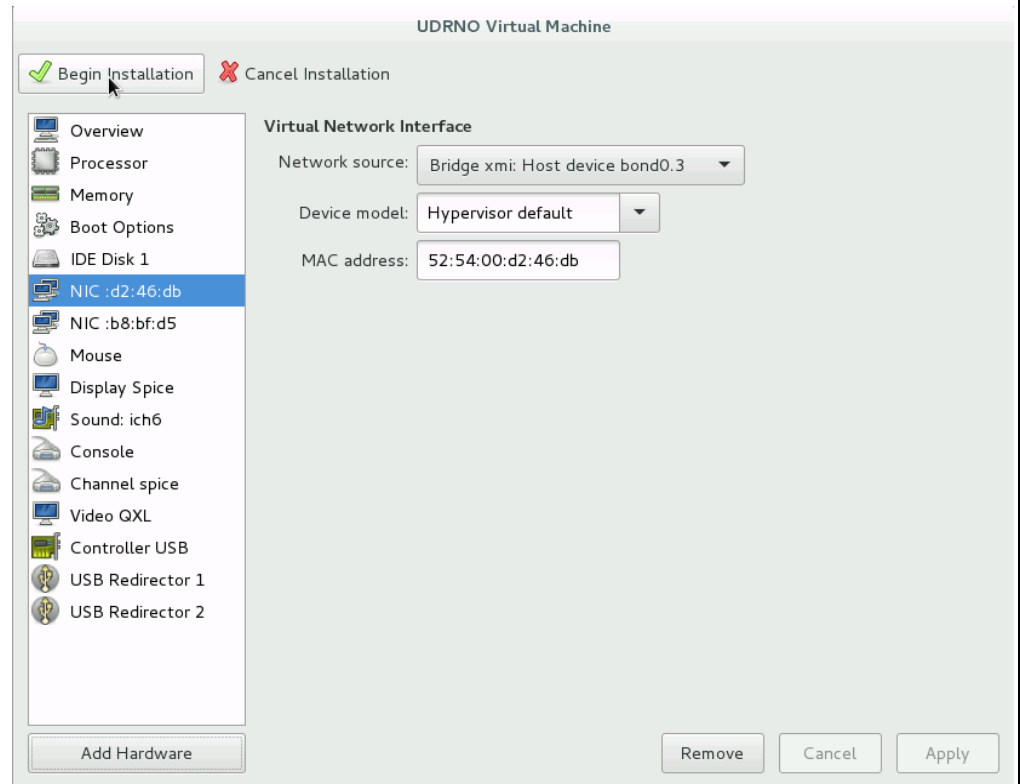 UDRNO Virtual Machine
Begin Installation
Cancel Installation
Overview
Processor
Memory
Boot Options
IDE Disk 1
NIC :d2:46:db
NIC :b8:bf:d5
Mouse
Display Spice
Sound: ich6
Console
Channel spice
Video QXL
Controller USB
USB Redirector 1
USB Redirector 2
Add Hardware
Virtual Network Interface
Network source: Bridge xmi: Host device bond0.3
Device model: Hypervisor default
MAC address: 52:54:00:d2:46:db
Remove
Cancel
Apply